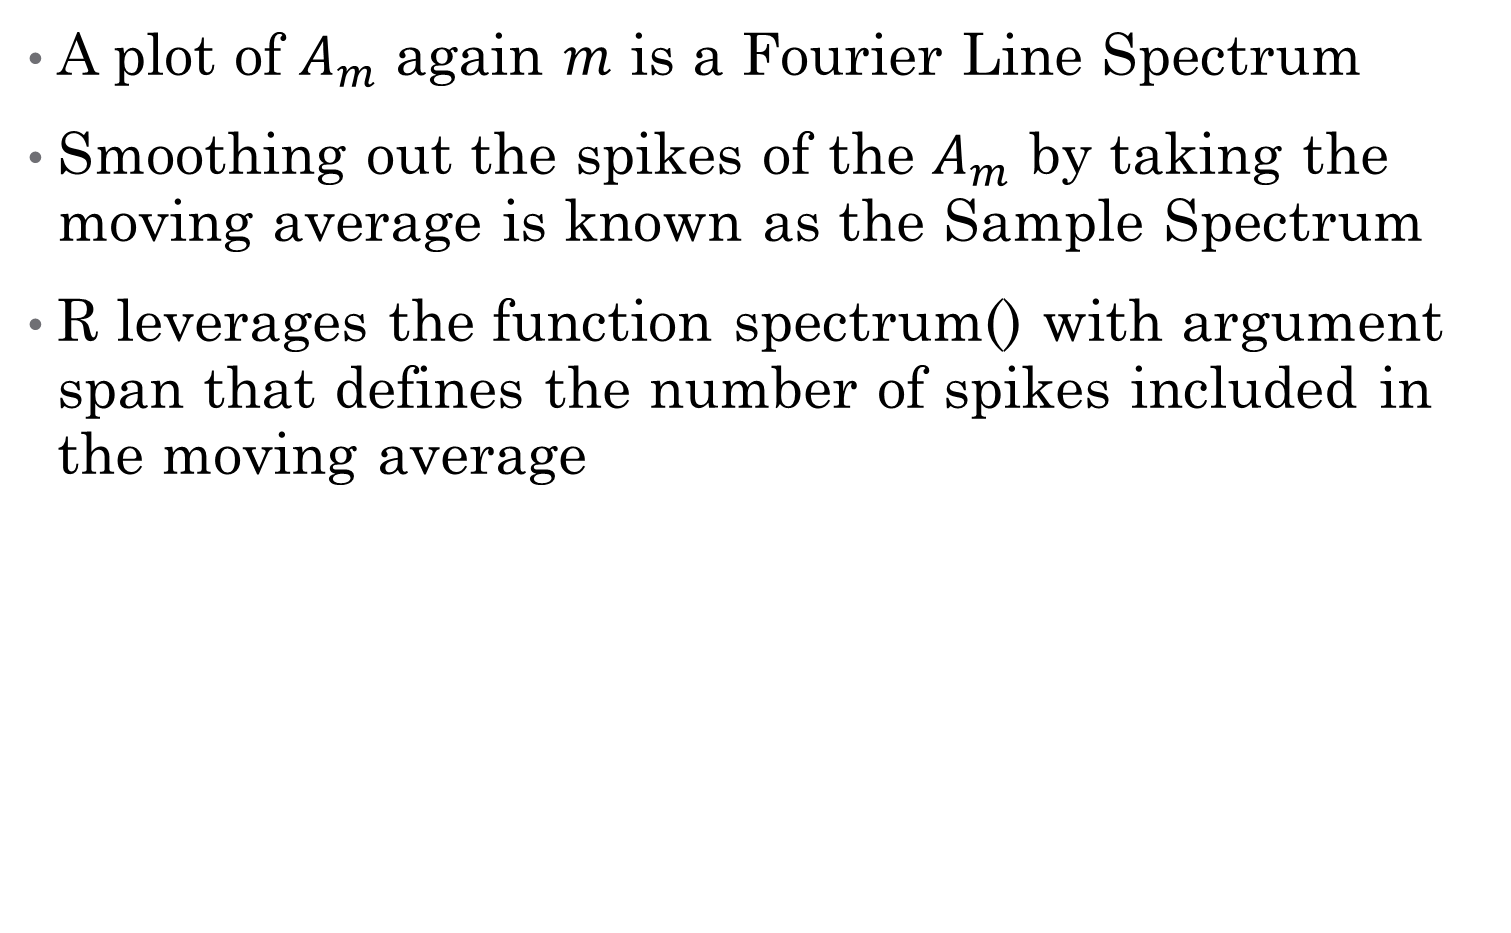 • A plot of A_m again m is a Fourier Line Spectrum
• Smoothing out the spikes of the A_m by taking the
moving average is known as the Sample Spectrum
• R leverages the function spectrum() with argument
span that defines the number of spikes included in
the moving average